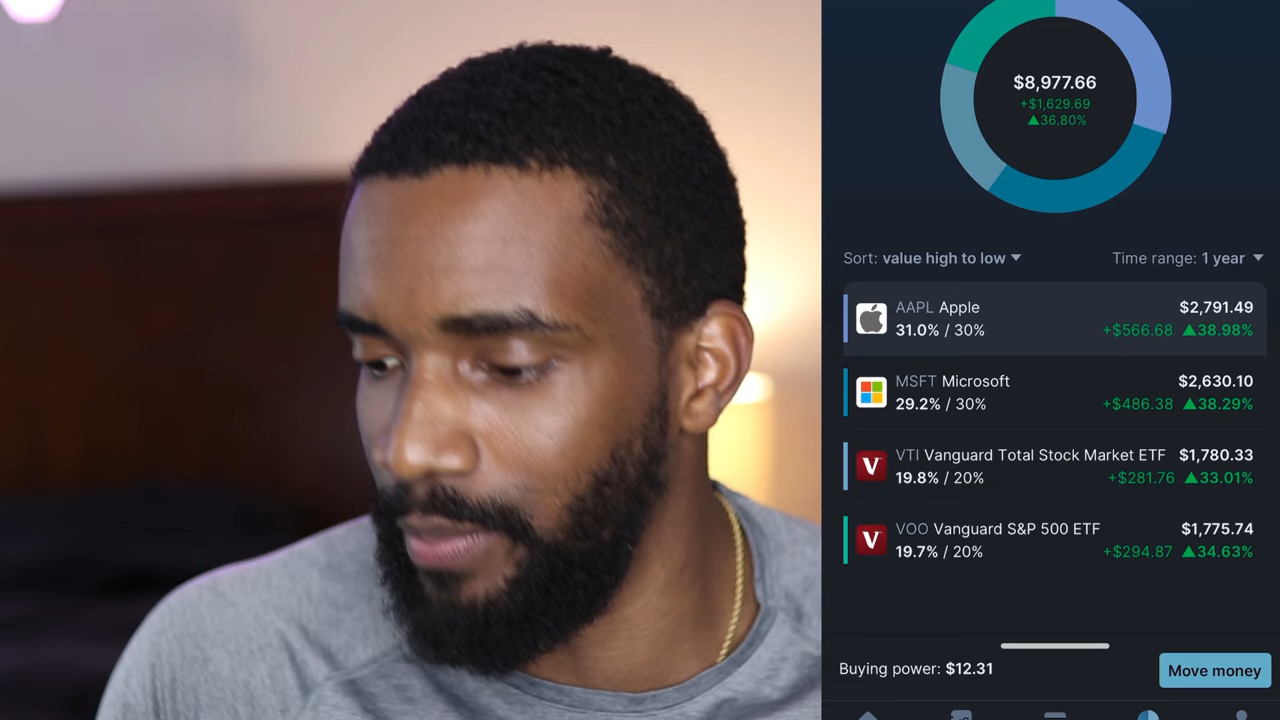 $8,977.66
+$1,629.69
▲36.80%
Sort: value high to low ▼ Time range: 1 year ▼
AAPL Apple $2,791.49
31.0% / 30% +$566.68 ▲38.98%
MSFT Microsoft $2,630.10
29.2% / 30% +$486.38 ▲38.29%
VTI Vanguard Total Stock Market ETF $1,780.33
19.8% / 20% +$281.76 ▲33.01%
VOO Vanguard S&P 500 ETF $1,775.74
19.7% / 20% +$294.87 ▲34.63%
Buying power: $12.31 Move money